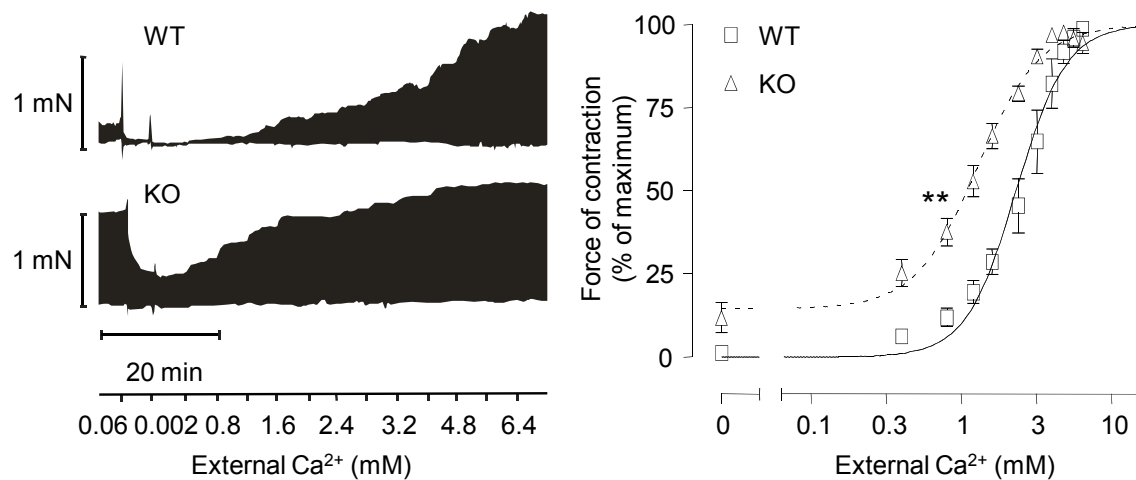 WT
1 mN
KO
1 mN
20 min
0.06 0.002 0.8 1.6 2.4 3.2 4.8 6.4
External Ca²⁺ (mM)
Force of contraction
(% of maximum)
100
75
50
25
0
WT
KO
**
0 0.1 0.3 1 3 10
External Ca²⁺ (mM)